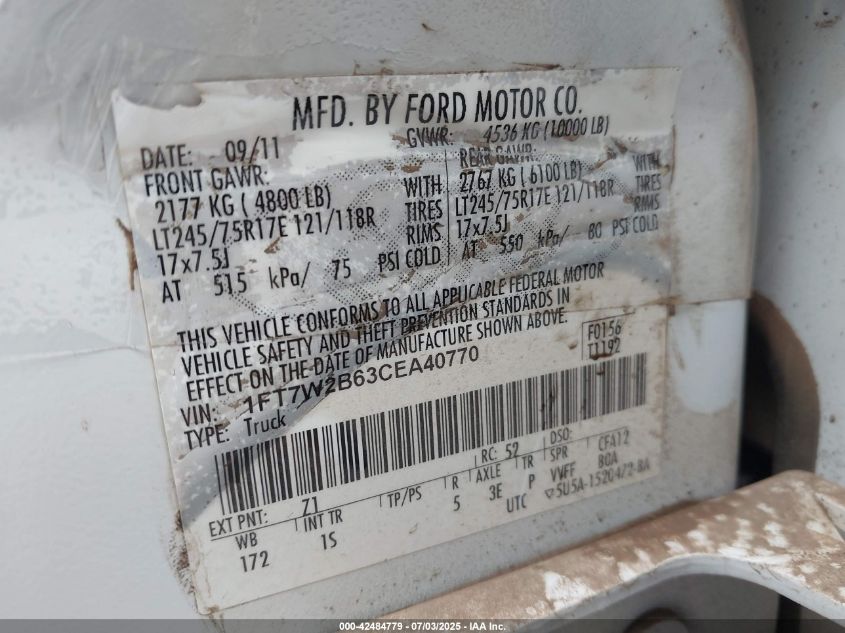 MFD. BY FORD MOTOR CO.
DATE: 09/11 GVWR: 4536 KG (10000 LB)
FRONT GAWR: REAR GAWR:
2177 KG ( 4800 LB) WITH 2767 KG ( 6100 LB) WITH
LT245/75R17E 121/118R TIRES LT245/75R17E 121/118R TIRES
17x7.5J RIMS 17x7.5J RIMS
AT 515 kPa/ 75 PSI COLD AT 550 kPa/ 80 PSI COLD
THIS VEHICLE CONFORMS TO ALL APPLICABLE FEDERAL MOTOR
VEHICLE SAFETY AND THEFT PREVENTION STANDARDS IN
EFFECT ON THE DATE OF MANUFACTURE SHOWN ABOVE.
F0156
T1192
VIN: 1FT7W2B63CEA40770
TYPE: Truck
EXT PNT: Z1 RC: 52 DSO:
WB INT TR TP/PS R AXLE TR SPR CFA12
172 1S 5 3E P VVFF BOA
UTC 5U5A-1520472-BA
000-42484779 - 07/03/2025 - IAA Inc.